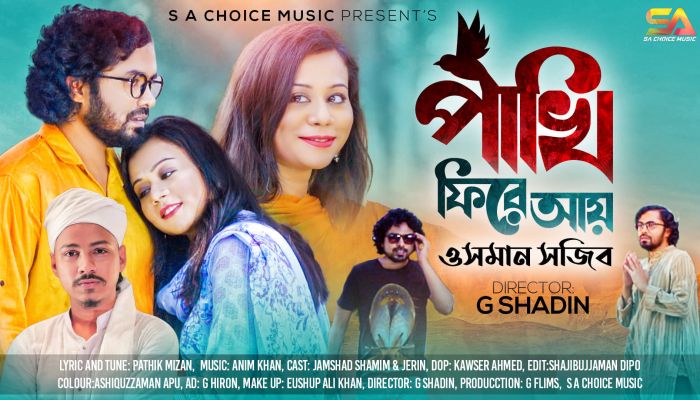 S A CHOICE MUSIC PRESENT'S
SA
SA CHOICE MUSIC
পাখি
ফিরে আয়
ওসমান সজিব
DIRECTOR:
G SHADIN
LYRIC AND TUNE: PATHIK MIZAN, MUSIC: ANIM KHAN, CAST: JAMSHAD SHAMIM & JERIN, DOP: KAWSER AHMED, EDIT:SHAJIBUJJAMAN DIPO
COLOUR:ASHIQUZZAMAN APU, AD: G HIRON, MAKE UP: EUSHUP ALI KHAN, DIRECTOR: G SHADIN, PRODUCCTION: G FLIMS, S A CHOICE MUSIC